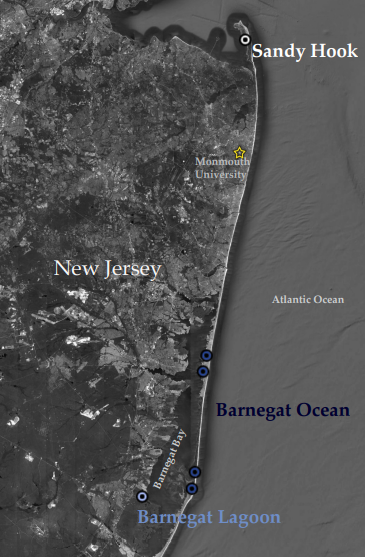 Sandy Hook
Monmouth
University
New Jersey
Atlantic Ocean
Barnegat Ocean
Barnegat Bay
Barnegat Lagoon